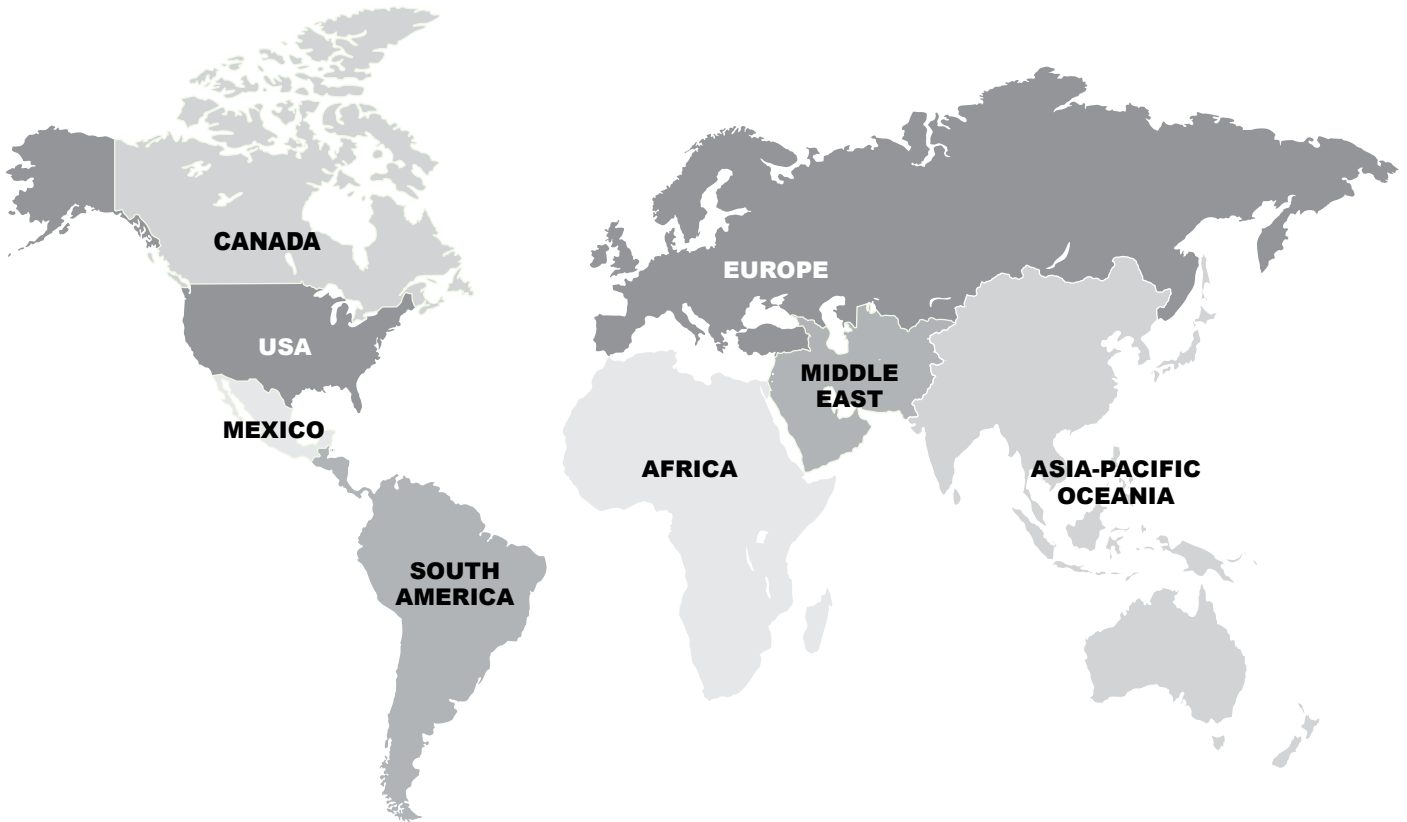 CANADA
USA
MEXICO
SOUTH
AMERICA
EUROPE
MIDDLE
EAST
AFRICA
ASIA-PACIFIC
OCEANIA